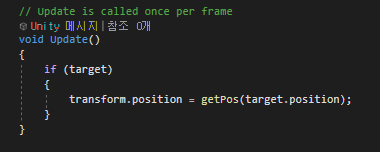 // Update is called once per frame
Unity 메시지|참조 0개
void Update()
{
if (target)
{
transform.position = getPos(target.position);
}
}